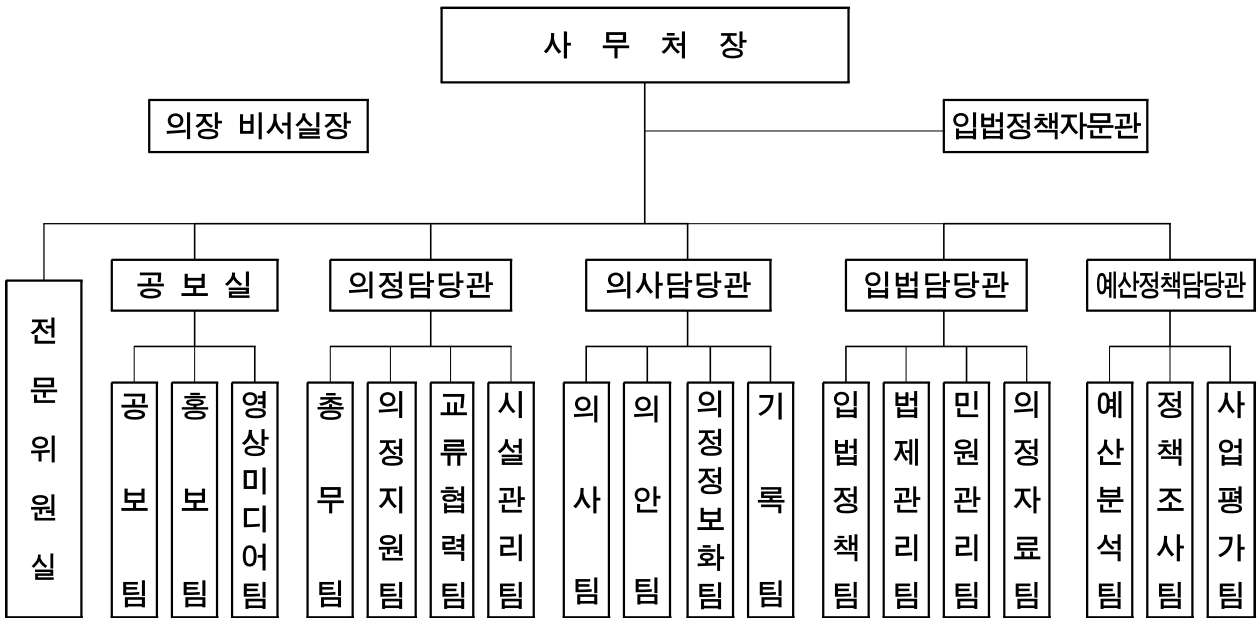 사 무 처 장
의장 비서실장
입법정책자문관
전문위원실
공 보 실
의정담당관
의사담당관
입법담당관
예산정책담당관
공보팀
홍보팀
영상미디어팀
총무팀
의정지원팀
교류협력팀
시설관리팀
의사팀
의안팀
의정정보화팀
기록팀
입법정책팀
법제관리팀
민원관리팀
의정자료팀
예산분석팀
정책조사팀
사업평가팀